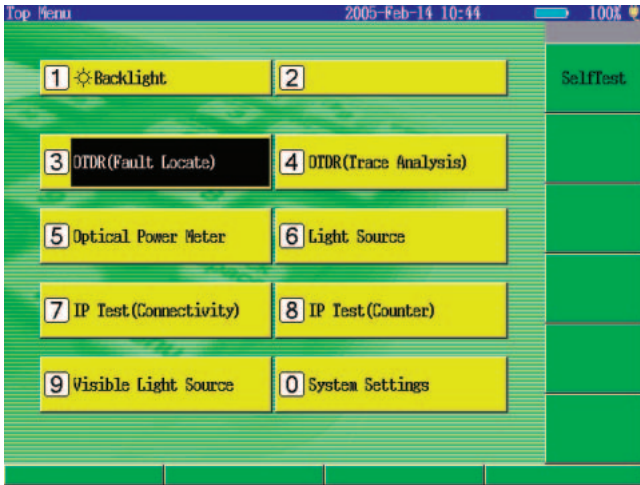 Top Menu 2005-Feb-14 10:44 100%
1 Backlight 2
SelfTest
3 OTDR(Fault Locate) 4 OTDR(Trace Analysis)
5 Optical Power Meter 6 Light Source
7 IP Test(Connectivity) 8 IP Test(Counter)
9 Visible Light Source 0 System Settings